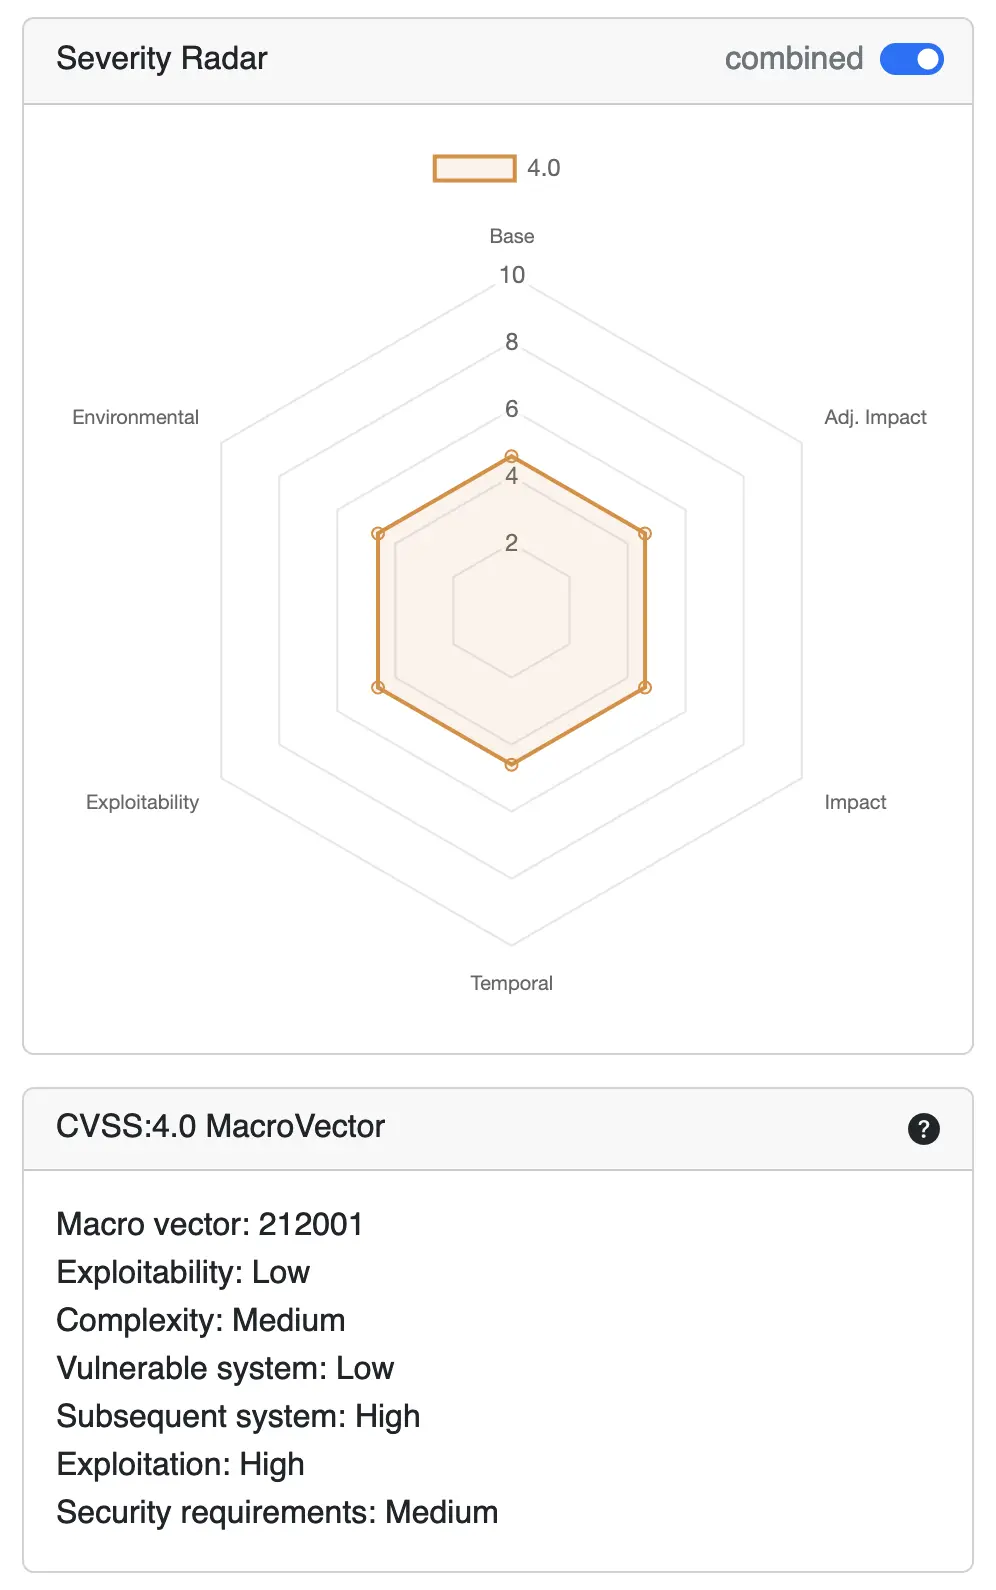 Severity Radar
combined
4.0
Base
10
8
6
4
2
Environmental
Adj. Impact
Exploitability
Impact
Temporal
CVSS:4.0 MacroVector
?
Macro vector: 212001
Exploitability: Low
Complexity: Medium
Vulnerable system: Low
Subsequent system: High
Exploitation: High
Security requirements: Medium